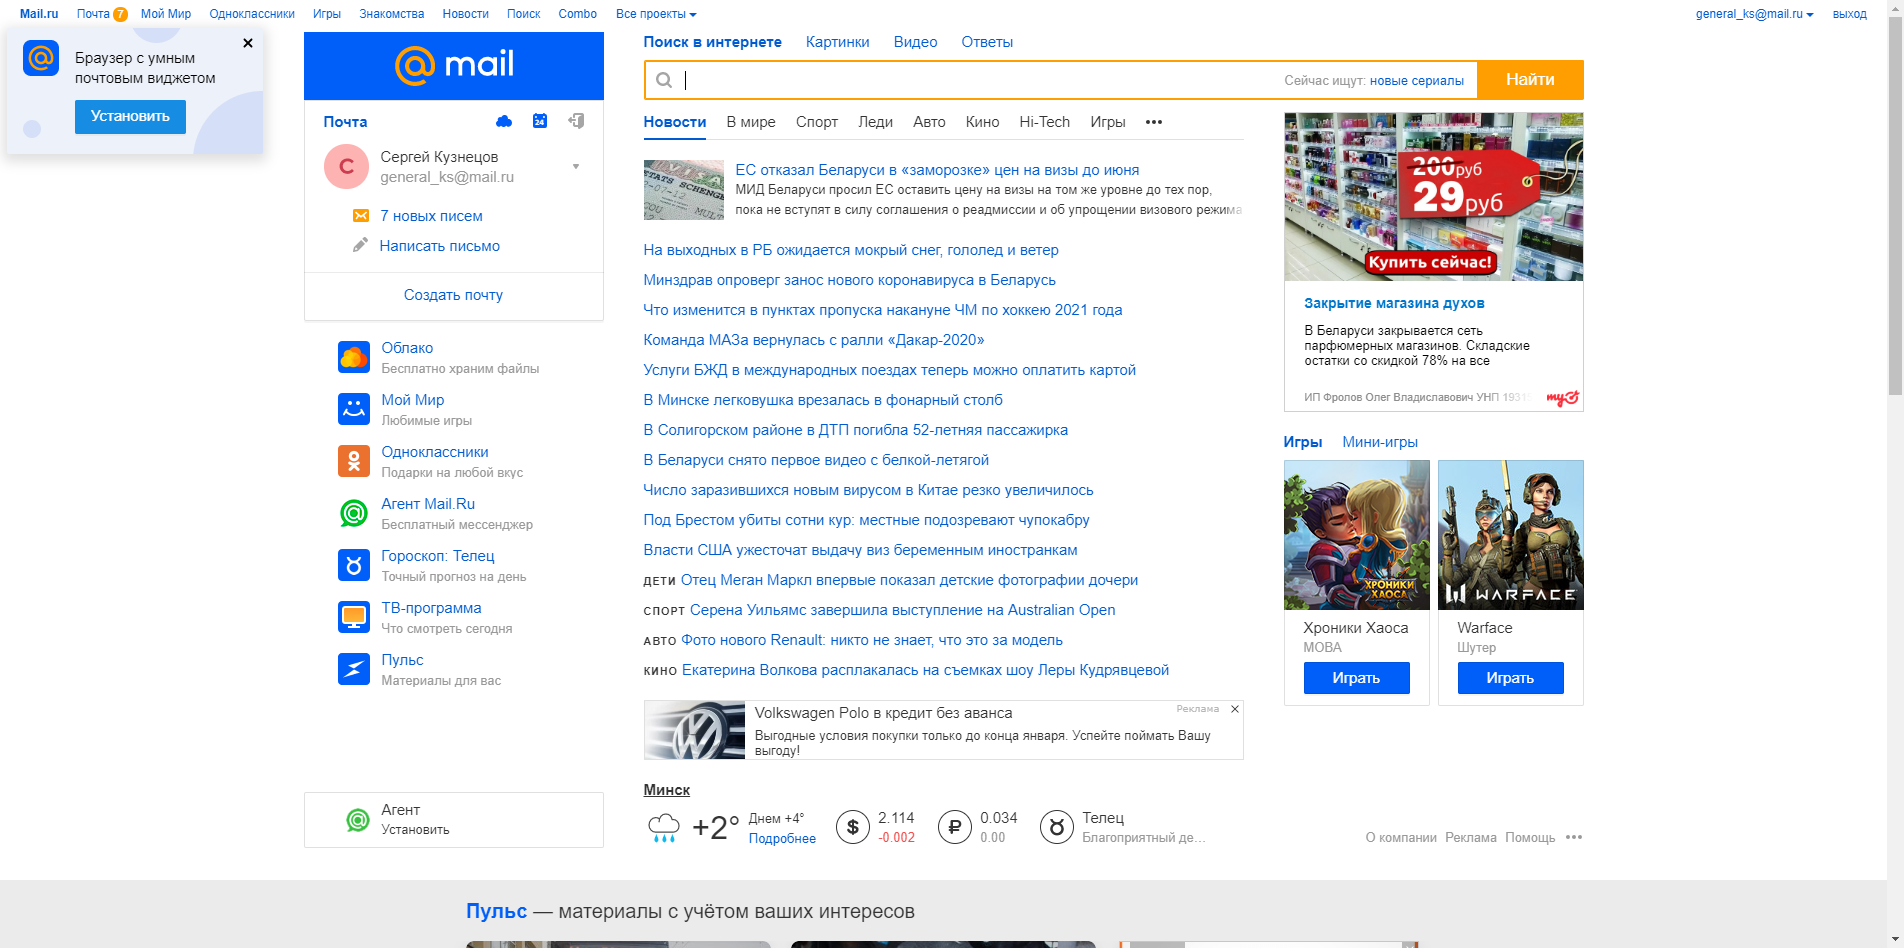 Mail.ru Почта 7 Мой Мир Одноклассники Игры Знакомства Новости Поиск Combo Все проекты
general_ks@mail.ru выход
Браузер с умным
почтовым виджетом
Установить
@mail
Почта
24
С
Сергей Кузнецов
general_ks@mail.ru
7 новых писем
Написать письмо
Создать почту
Облако
Бесплатно храним файлы
Мой Мир
Любимые игры
Одноклассники
Подарки на любой вкус
Агент Mail.Ru
Бесплатный мессенджер
Гороскоп: Телец
Точный прогноз на день
ТВ-программа
Что смотреть сегодня
Пульс
Материалы для вас
Агент
Установить
Поиск в интернете Картинки Видео Ответы
Сейчас ищут: новые сериалы
Найти
Новости В мире Спорт Леди Авто Кино Hi-Tech Игры •••
ЕС отказал Беларуси в «заморозке» цен на визы до июня
МИД Беларуси просил ЕС оставить цену на визы на том же уровне до тех пор,
пока не вступят в силу соглашения о реадмиссии и об упрощении визового режима
На выходных в РБ ожидается мокрый снег, гололед и ветер
Минздрав опроверг занос нового коронавируса в Беларусь
Что изменится в пунктах пропуска накануне ЧМ по хоккею 2021 года
Команда МАЗа вернулась с ралли «Дакар-2020»
Услуги БЖД в международных поездах теперь можно оплатить картой
В Минске легковушка врезалась в фонарный столб
В Солигорском районе в ДТП погибла 52-летняя пассажирка
В Беларуси снято первое видео с белкой-летягой
Число заразившихся новым вирусом в Китае резко увеличилось
Под Брестом убиты сотни кур: местные подозревают чупокабру
Власти США ужесточат выдачу виз беременным иностранкам
ДЕТИ Отец Меган Маркл впервые показал детские фотографии дочери
СПОРТ Серена Уильямс завершила выступление на Australian Open
АВТО Фото нового Renault: никто не знает, что это за модель
КИНО Екатерина Волкова расплакалась на съемках шоу Леры Кудрявцевой
Volkswagen Polo в кредит без аванса
Реклама
Выгодные условия покупки только до конца января. Успейте поймать Вашу
выгоду!
Минск
+2° Днем +4°
Подробнее
$ 2.114
-0.002
₽ 0.034
0.00
Телец
Благоприятный де...
200руб
29руб
Купить сейчас!
Закрытие магазина духов
В Беларуси закрывается сеть
парфюмерных магазинов. Складские
остатки со скидкой 78% на все
ИП Фролов Олег Владиславович УНП
my
Игры Мини-игры
ХРОНИКИ
ХАОСА
WARFACE
Хроники Хаоса
MOBA
Играть
Warface
Шутер
Играть
О компании Реклама Помощь •••
Пульс — материалы с учётом ваших интересов